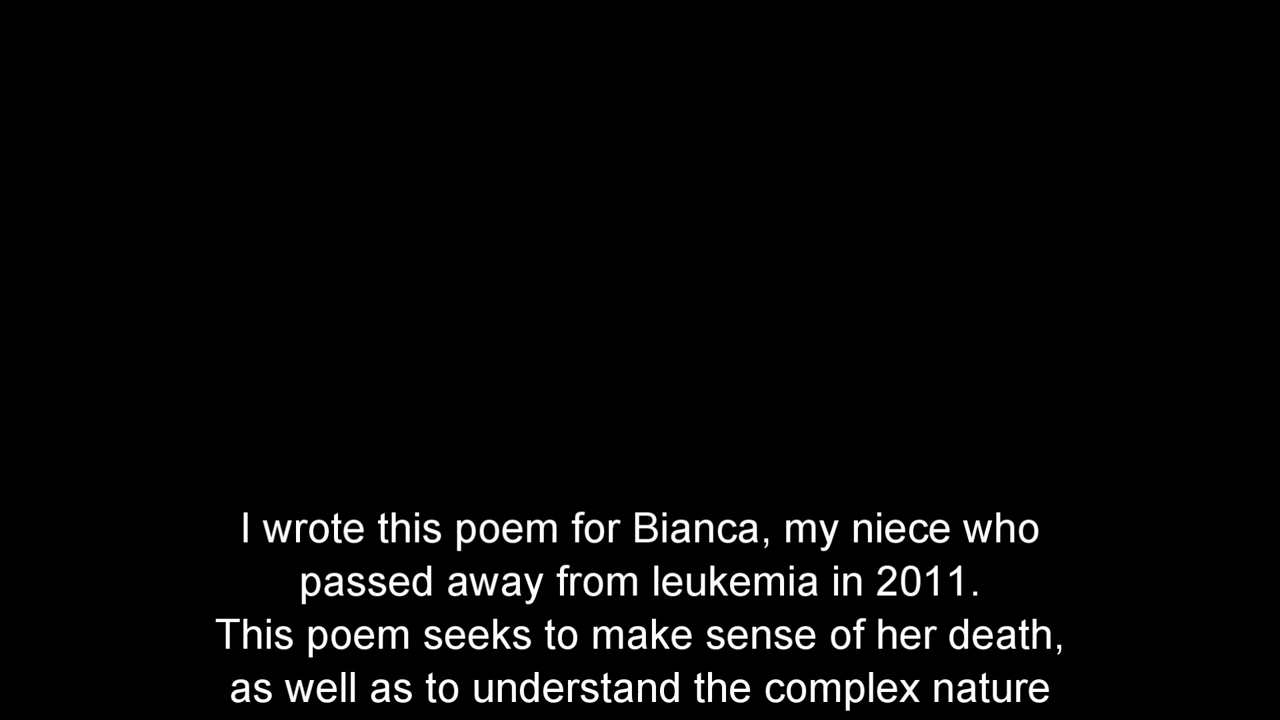 I wrote this poem for Bianca, my niece who
passed away from leukemia in 2011.
This poem seeks to make sense of her death,
as well as to understand the complex nature